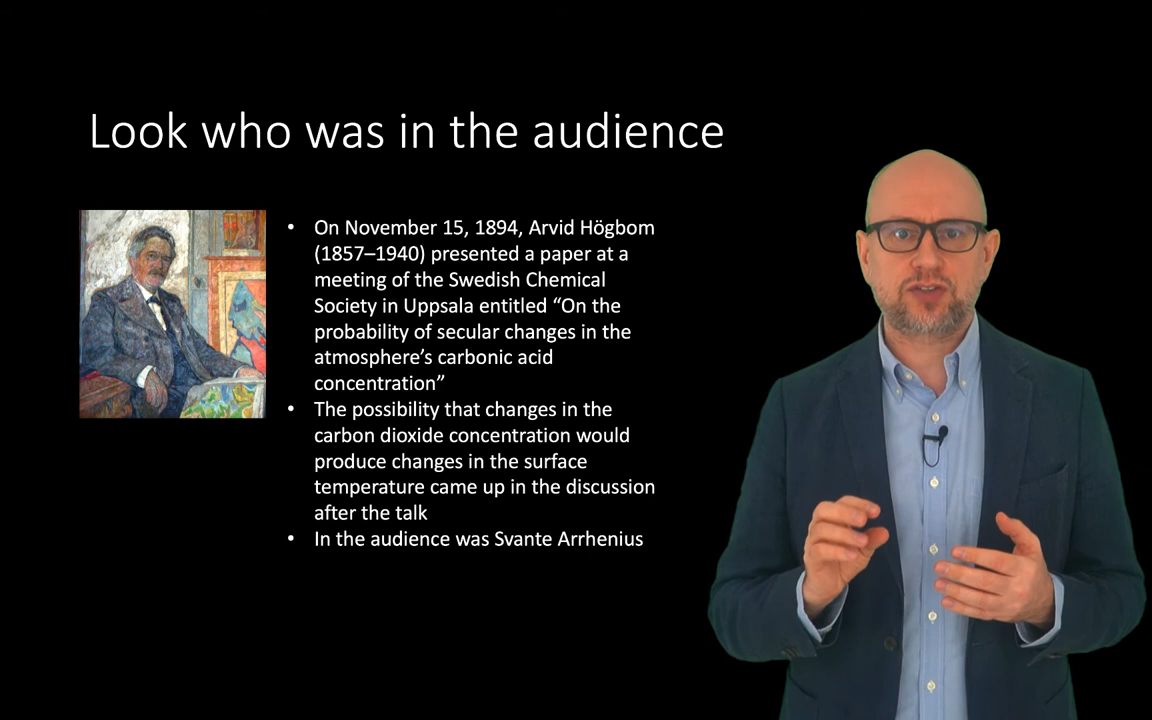 Look who was in the audience
• On November 15, 1894, Arvid Högbom
(1857–1940) presented a paper at a
meeting of the Swedish Chemical
Society in Uppsala entitled “On the
probability of secular changes in the
atmosphere’s carbonic acid
concentration”
• The possibility that changes in the
carbon dioxide concentration would
produce changes in the surface
temperature came up in the discussion
after the talk
• In the audience was Svante Arrhenius